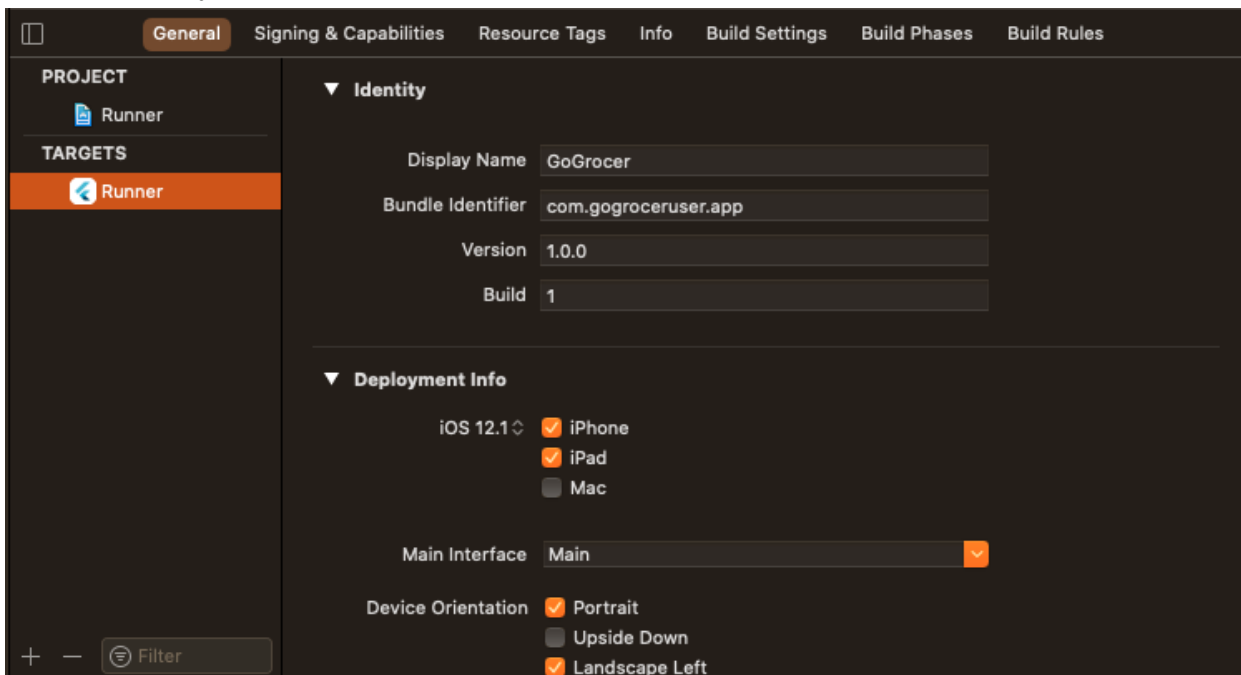 General Signing & Capabilities Resource Tags Info Build Settings Build Phases Build Rules
PROJECT
Runner
TARGETS
Runner
Filter
Identity
Display Name GoGrocer
Bundle Identifier com.gogroceruser.app
Version 1.0.0
Build 1
Deployment Info
iOS 12.1 iPhone
iPad
Mac
Main Interface Main
Device Orientation Portrait
Upside Down
Landscape Left